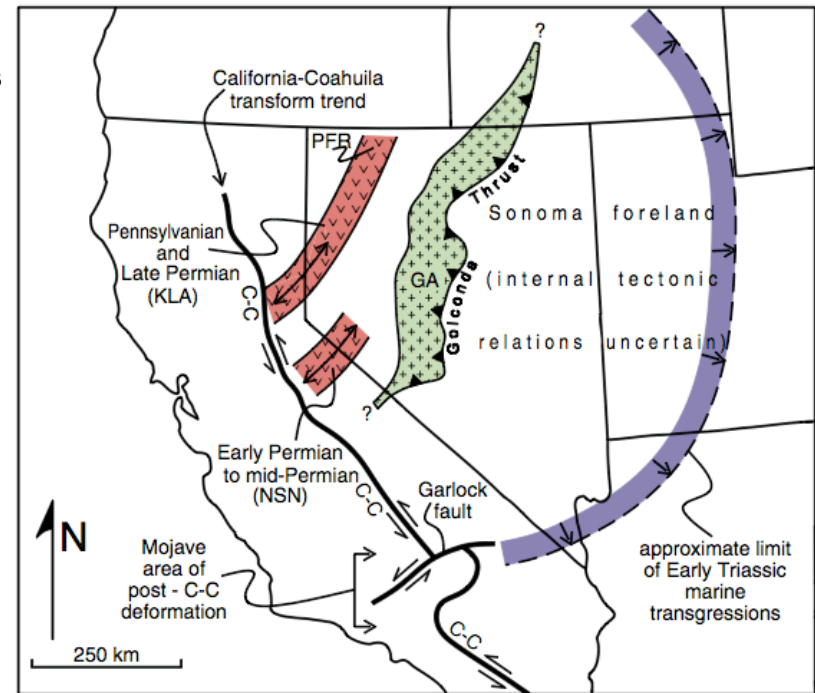 s
?
California-Coahuila
transform trend
PFR
Pennsylvanian
and
Late Permian
(KLA)
C-C
Thrust
Golconda
GA
Sonoma foreland
(internal tectonic
relations uncertain)
?
Early Permian
to mid-Permian
(NSN)
C-C
Garlock
fault
N
Mojave
area of
post - C-C
deformation
approximate limit
of Early Triassic
marine
transgressions
C-C
250 km